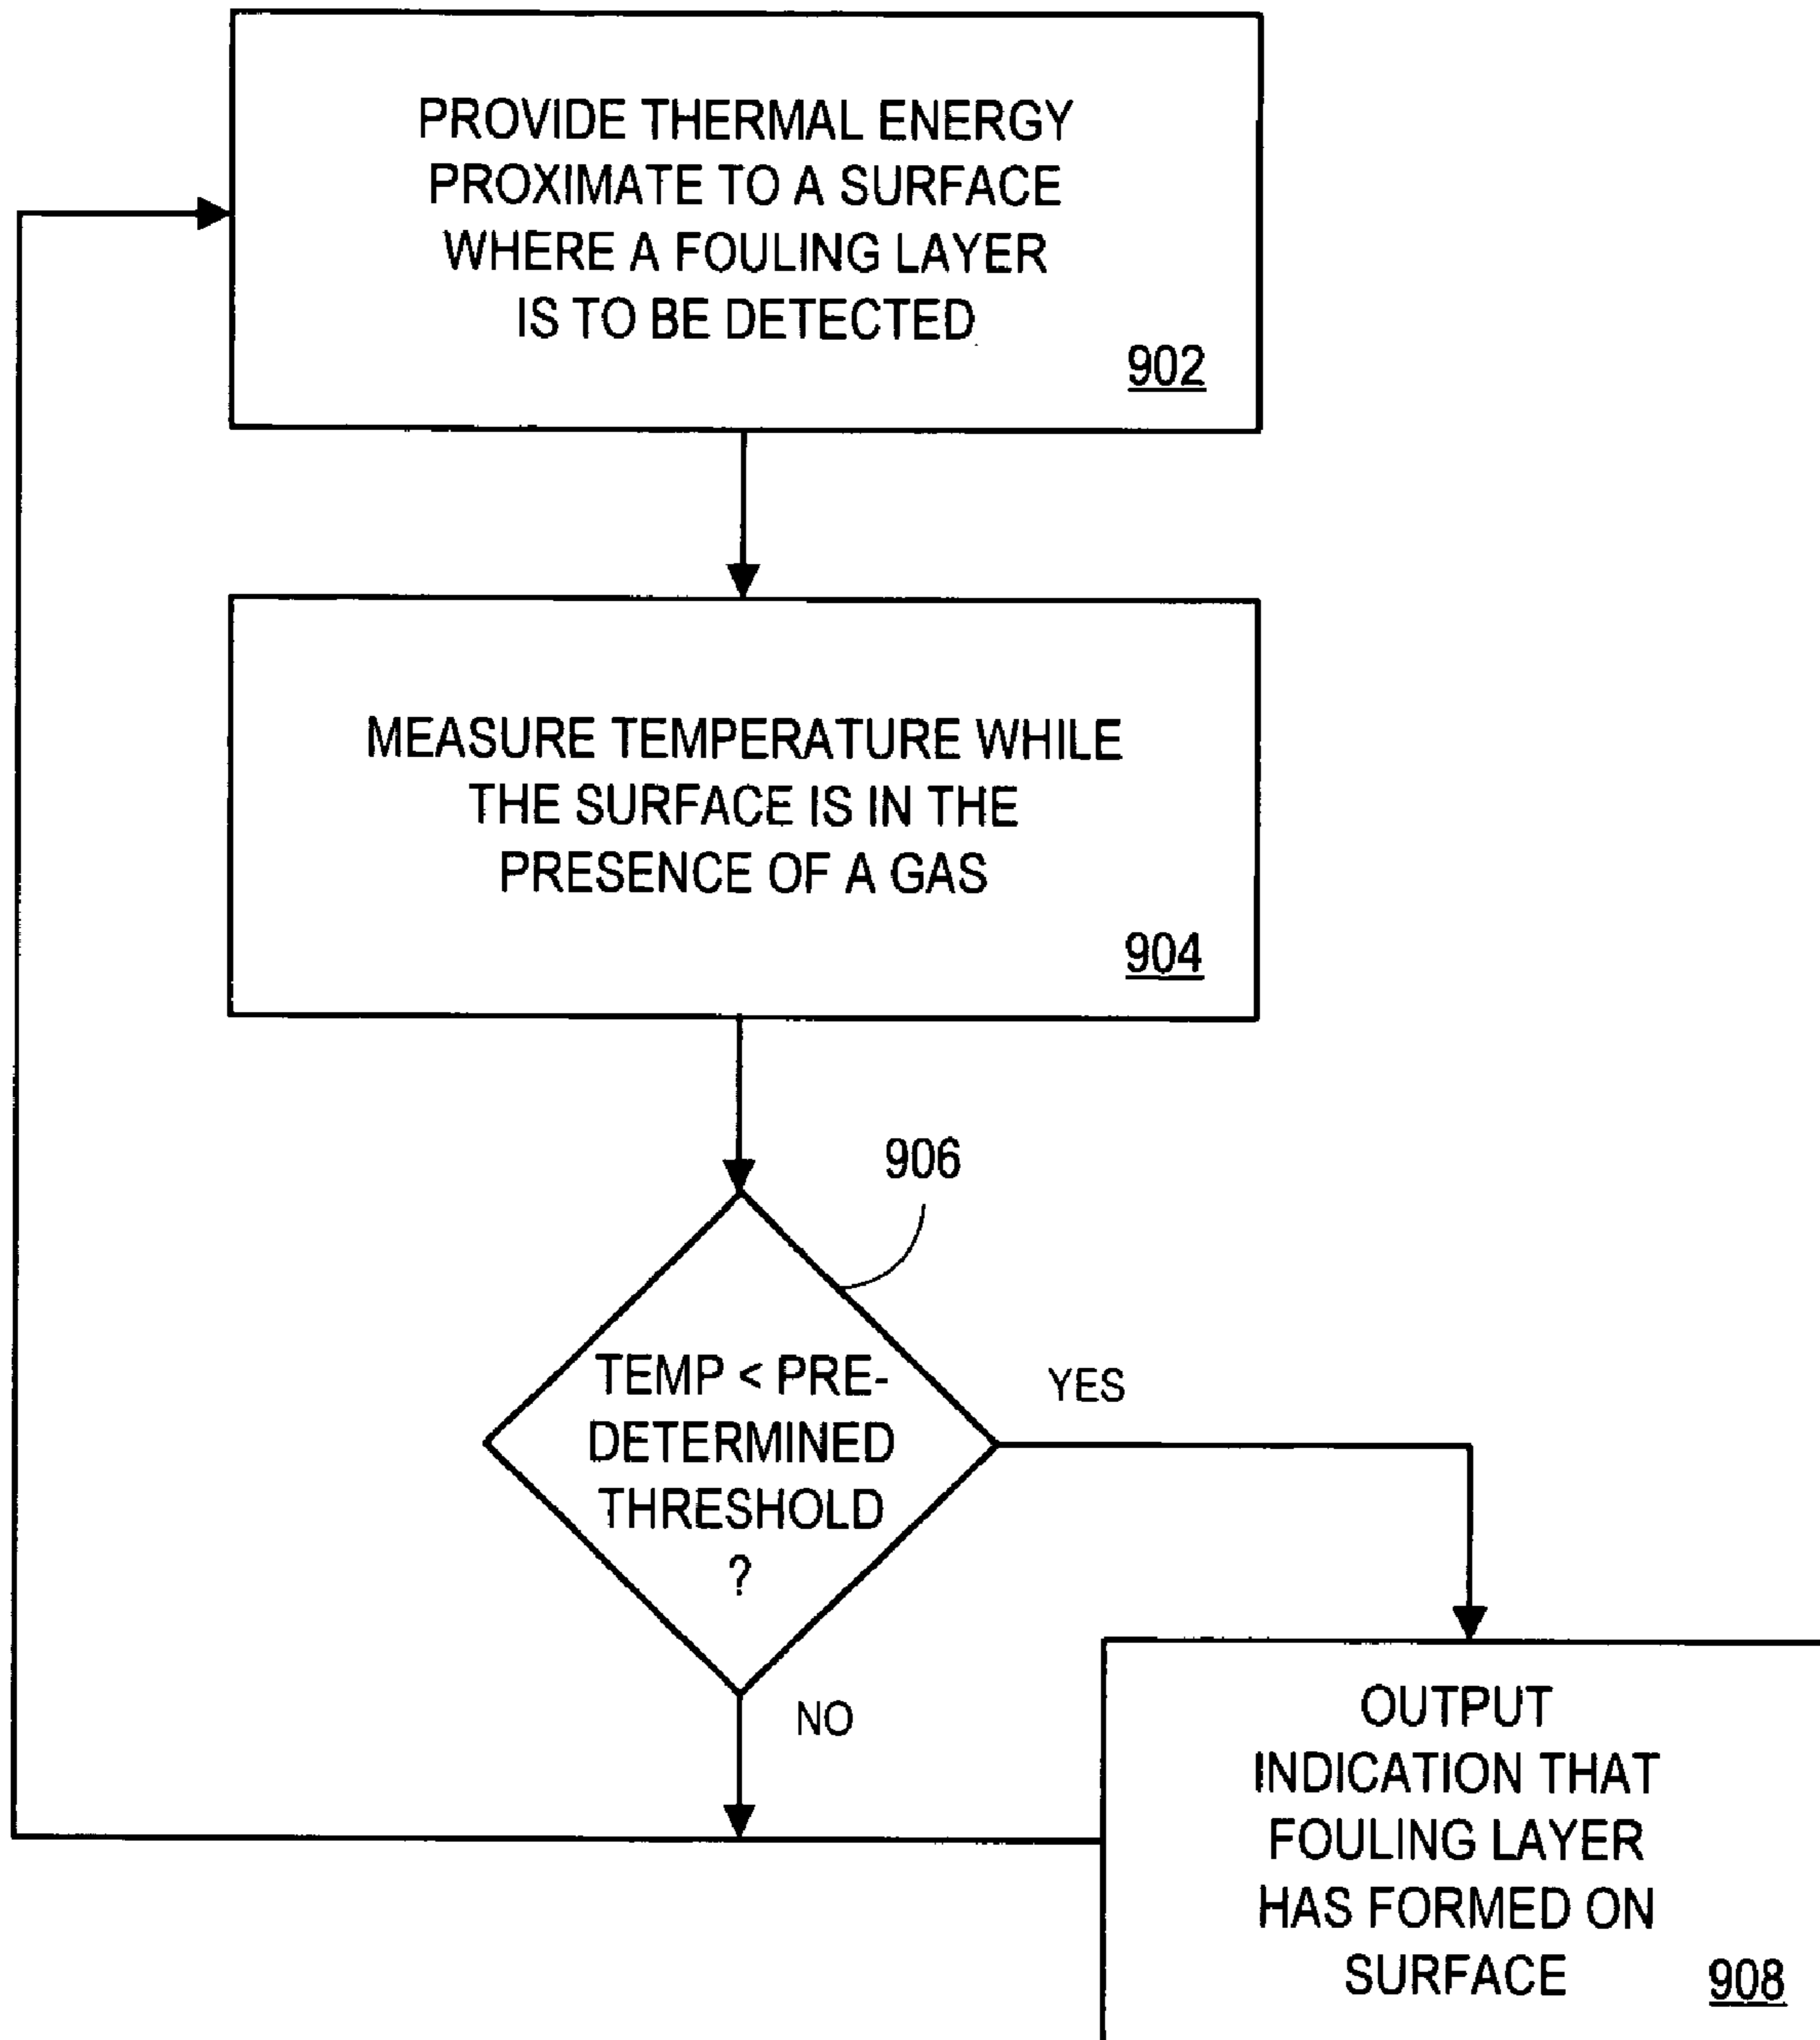 PROVIDE THERMAL ENERGY
PROXIMATE TO A SURFACE
WHERE A FOULING LAYER
IS TO BE DETECTED
902
MEASURE TEMPERATURE WHILE
THE SURFACE IS IN THE
PRESENCE OF A GAS
904
906
TEMP < PRE-
DETERMINED
THRESHOLD
?
YES
NO
OUTPUT
INDICATION THAT
FOULING LAYER
HAS FORMED ON
SURFACE
908